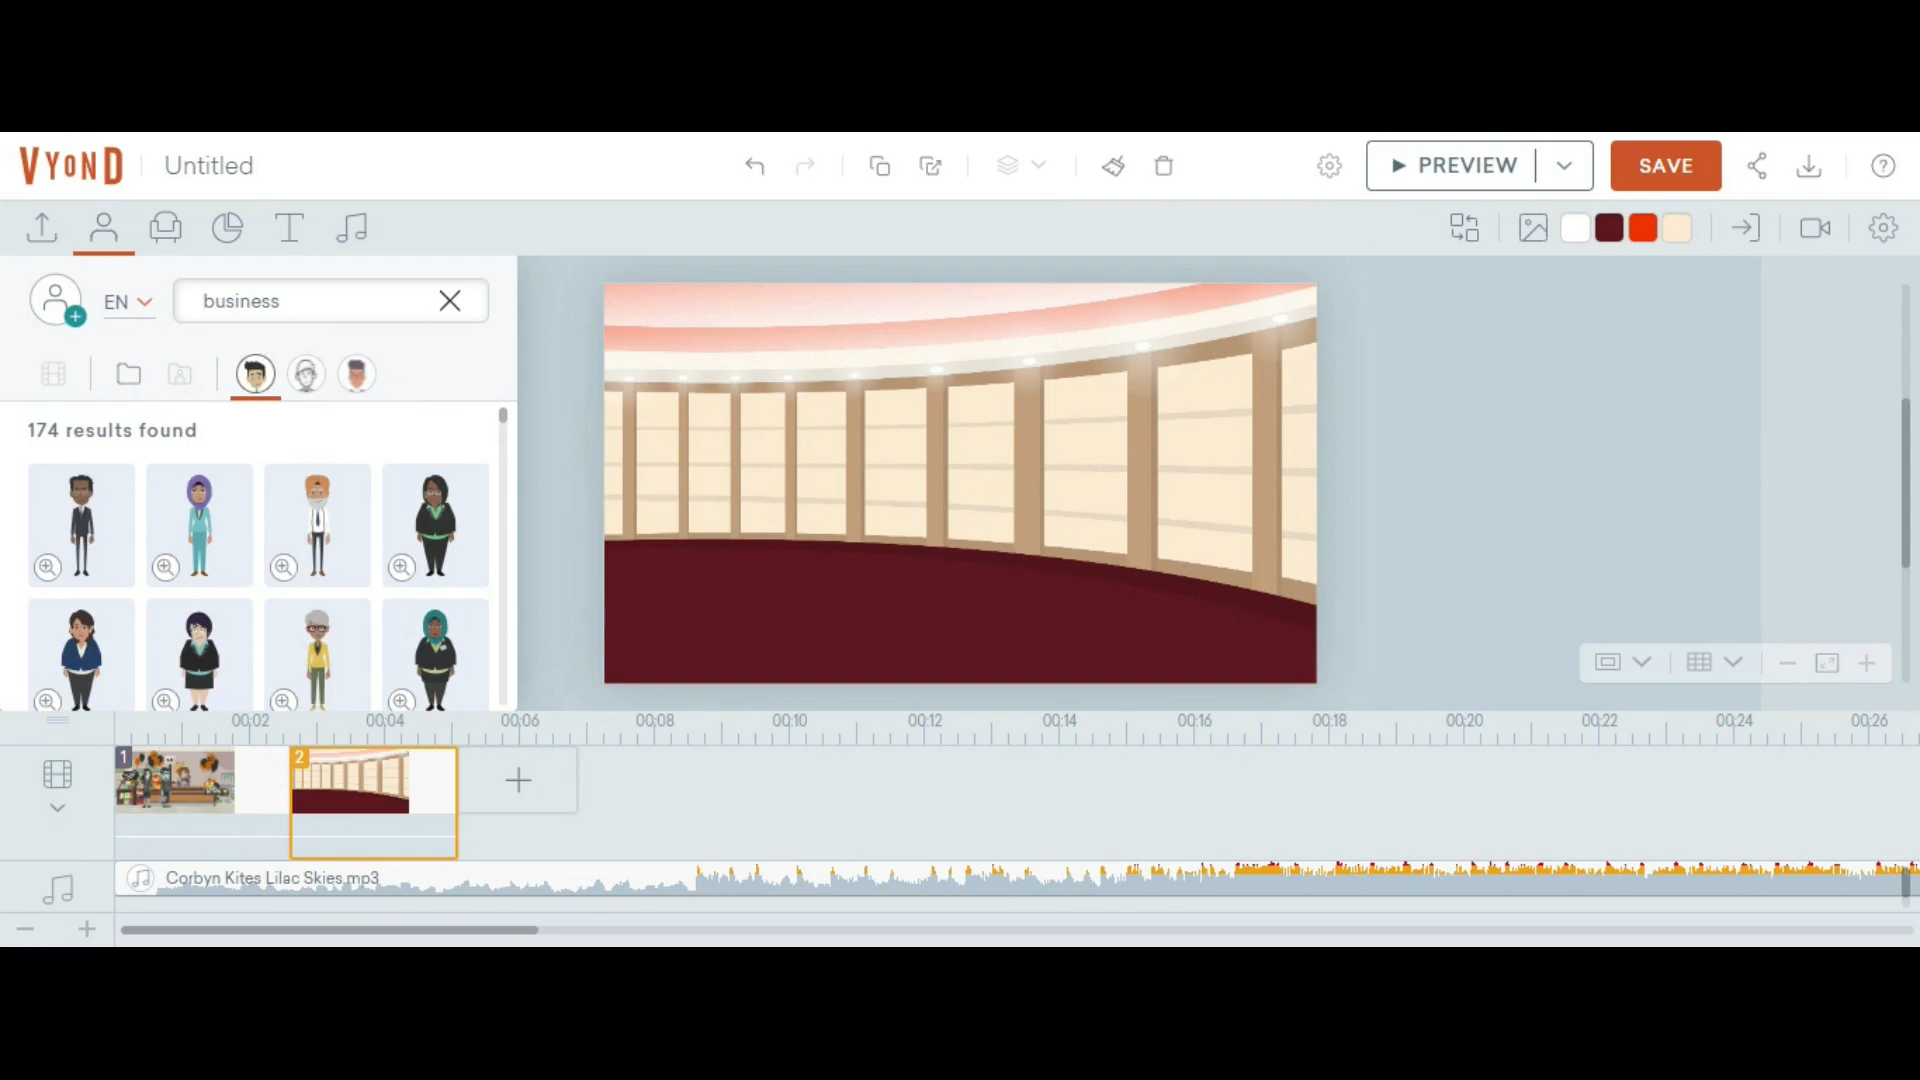 VYOND
Untitled
PREVIEW
SAVE
EN
business
174 results found
00:02 00:04 00:06 00:08 00:10 00:12 00:14 00:16 00:18 00:20 00:22 00:24 00:26
1
2
Corbyn Kites Lilac Skies.mp3